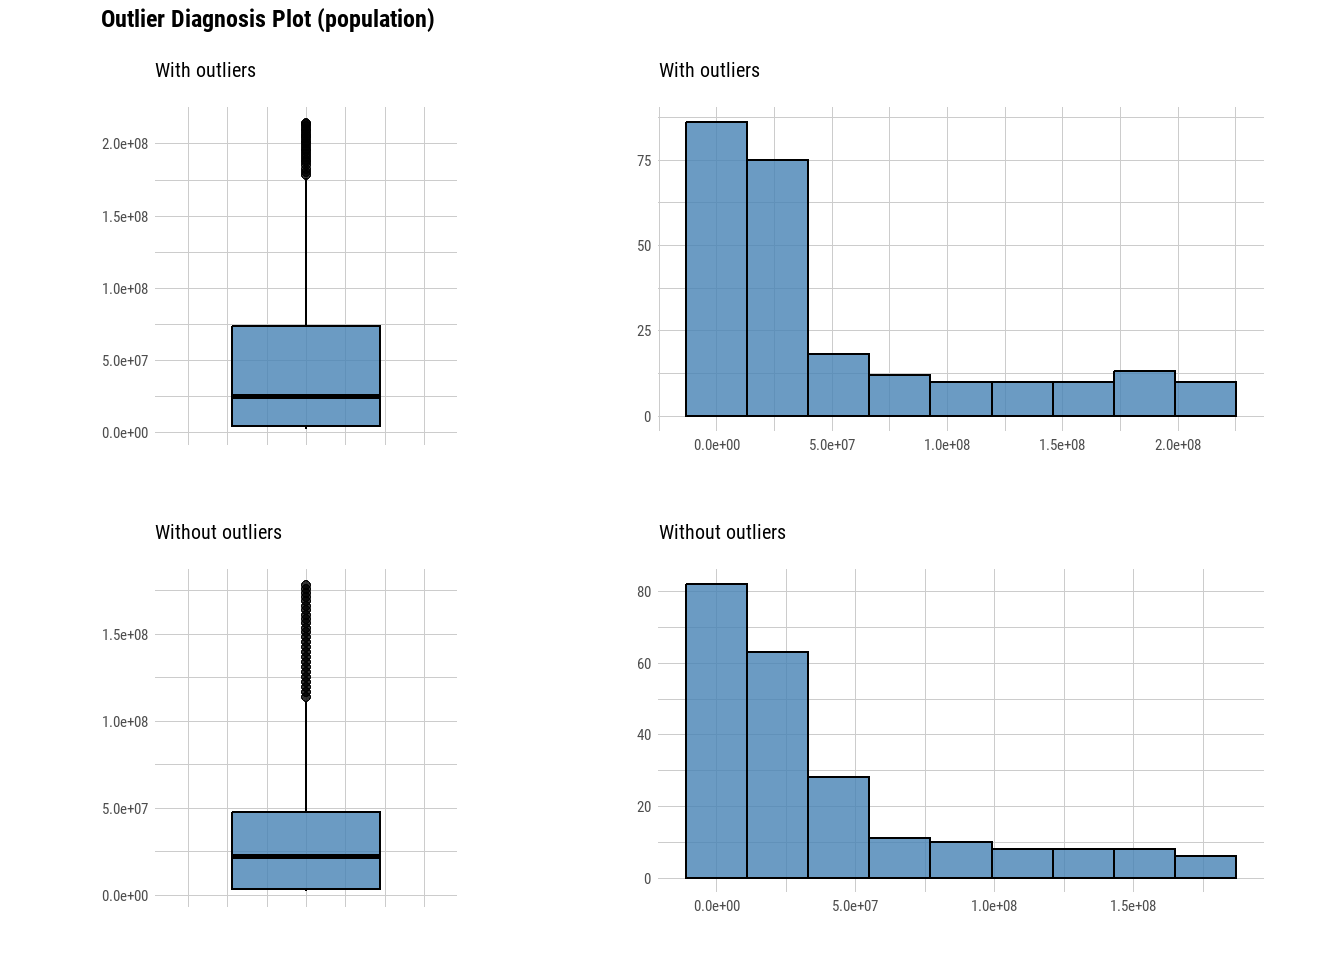 Outlier Diagnosis Plot (population)
With outliers
2.0e+08
1.5e+08
1.0e+08
5.0e+07
0.0e+00
With outliers
75
50
25
0
0.0e+00 5.0e+07 1.0e+08 1.5e+08 2.0e+08
Without outliers
1.5e+08
1.0e+08
5.0e+07
0.0e+00
Without outliers
80
60
40
20
0
0.0e+00 5.0e+07 1.0e+08 1.5e+08